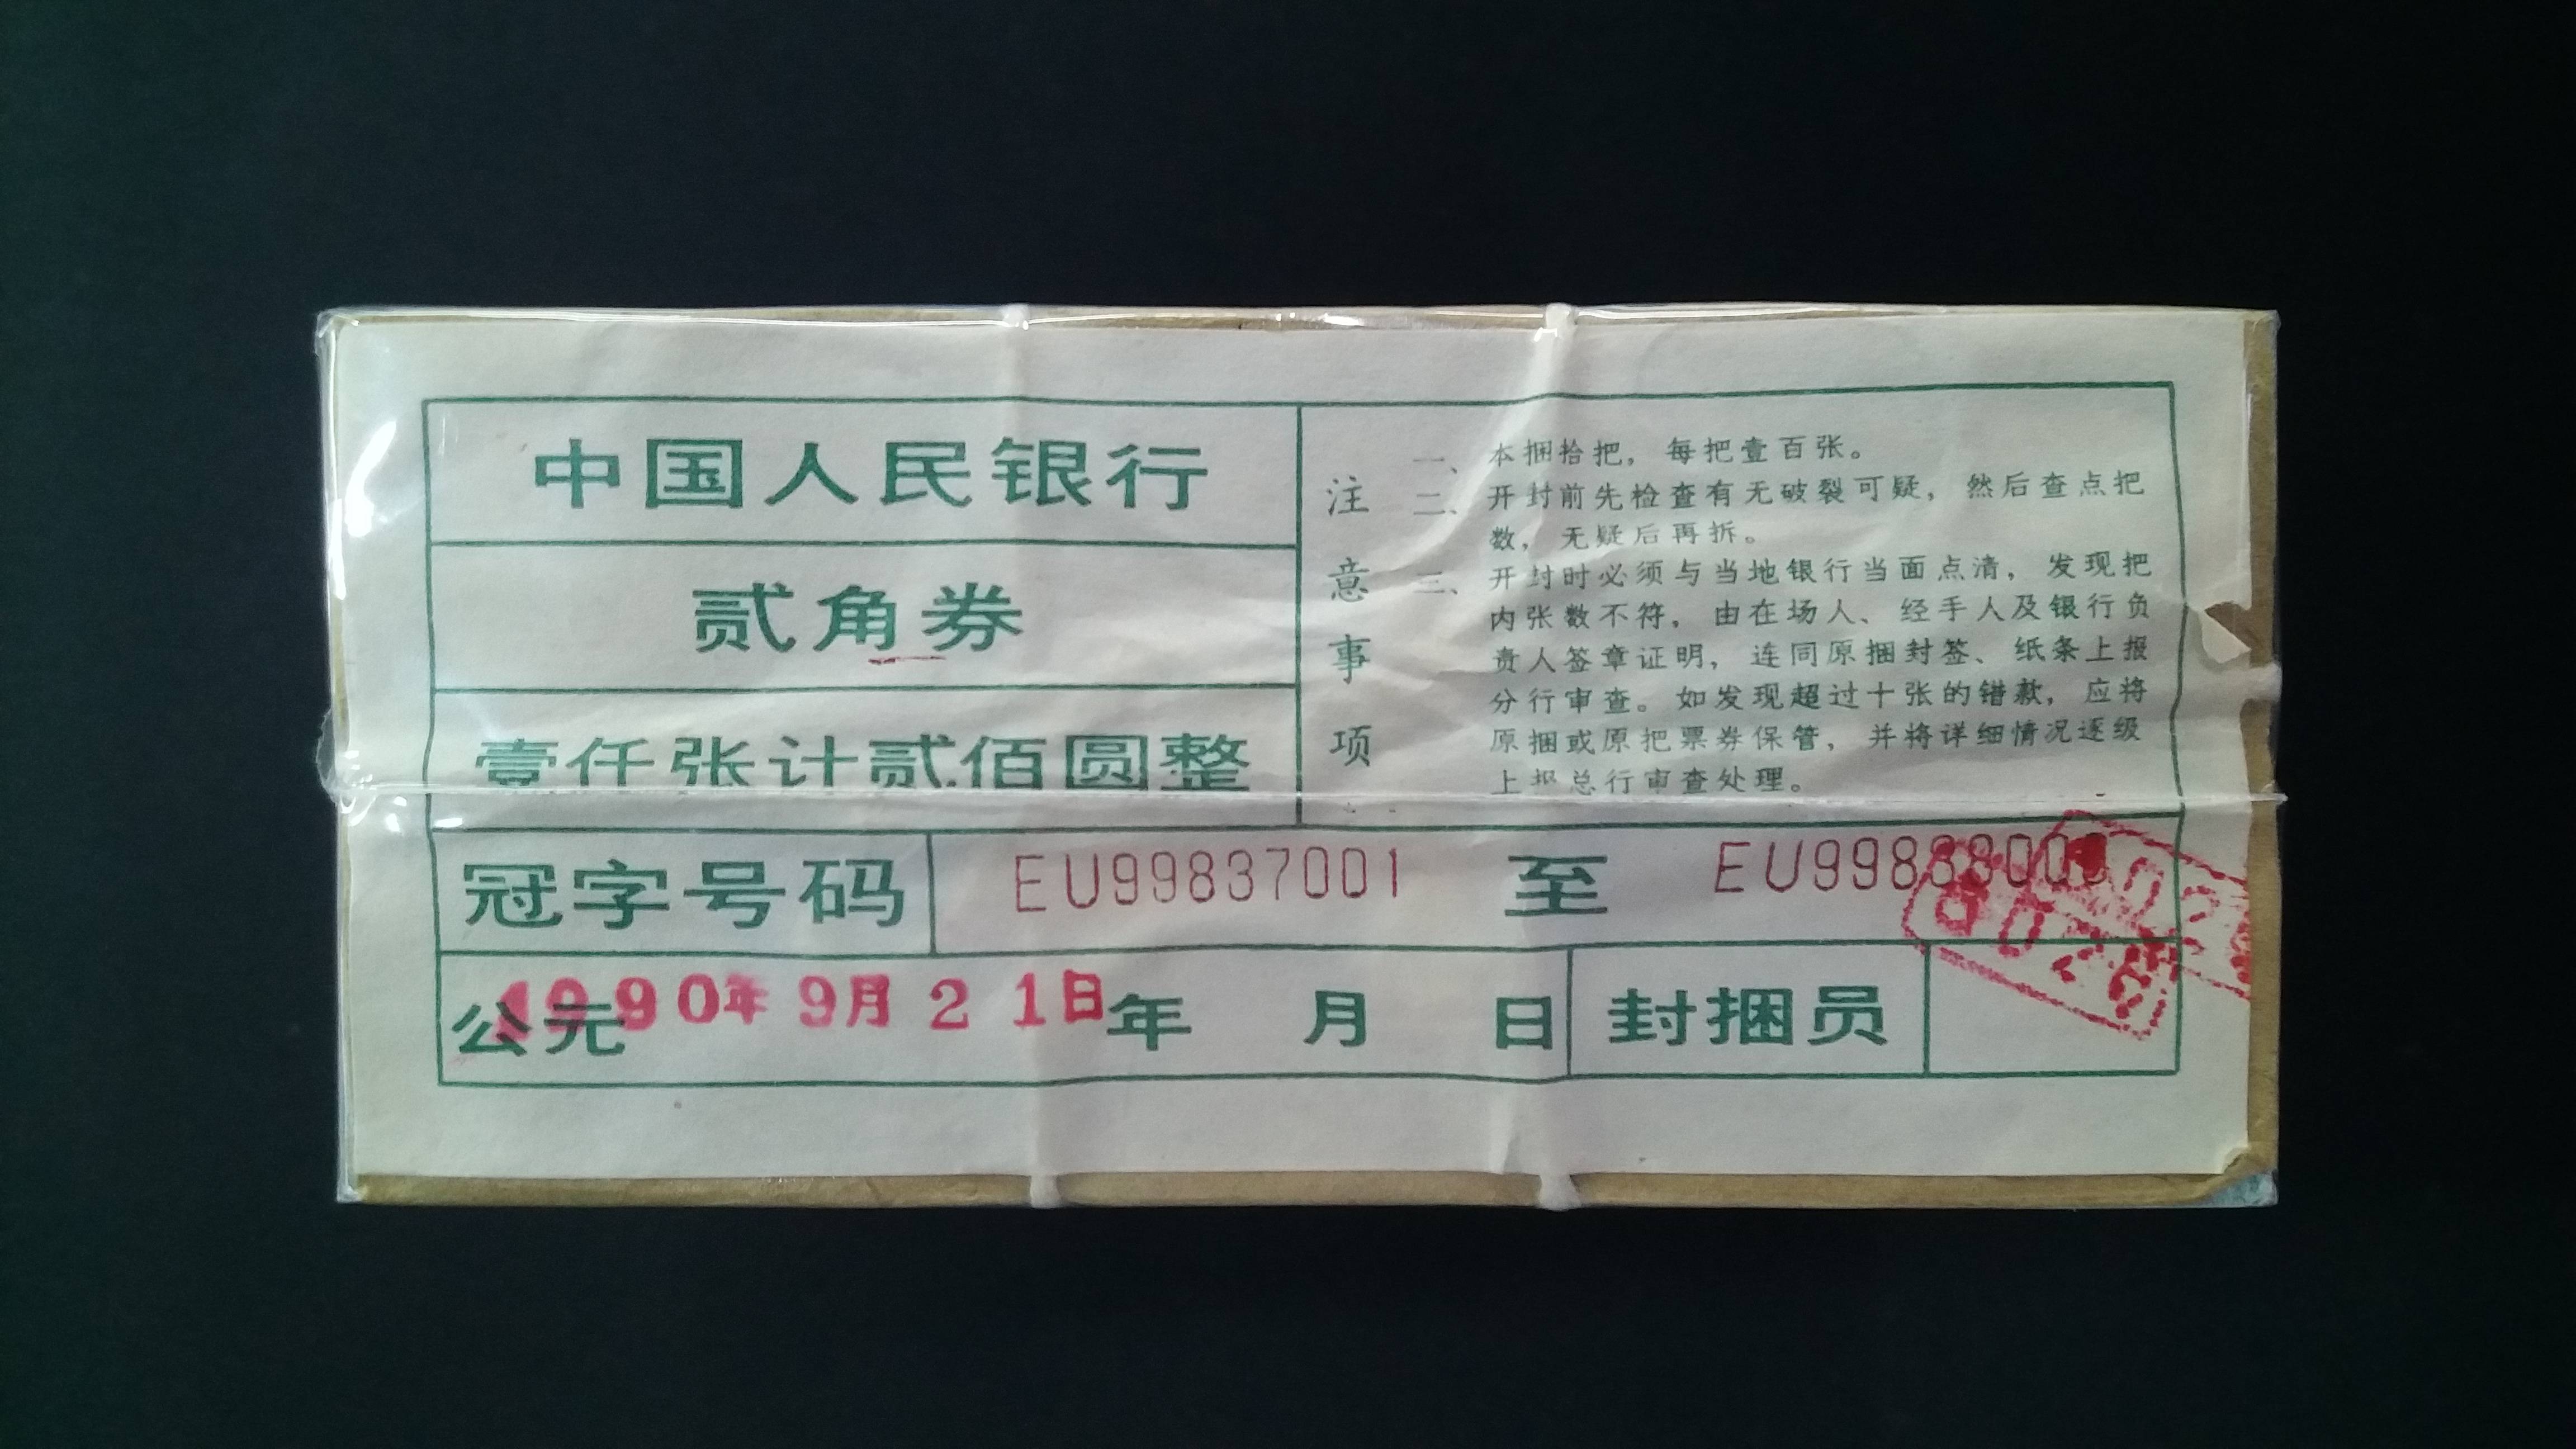 中国人民银行
贰角券
壹仟张计贰佰圆整
注意事项
一、本捆拾把，每把壹百张。
二、开封前先检查有无破裂可疑，然后查点把
数，无疑后再拆。
三、开封时必须与当地银行当面点清，发现把
内张数不符，由在场人、经手人及银行负
责人签章证明，连同原捆封签、纸条上报
分行审查。如发现超过十张的错款，应将
原捆或原把票券保管，并将详细情况逐级
上报总行审查处理。
冠字号码 EU99837001 至 EU99838000
公元 1990年9月21日 年 月 日 封捆员